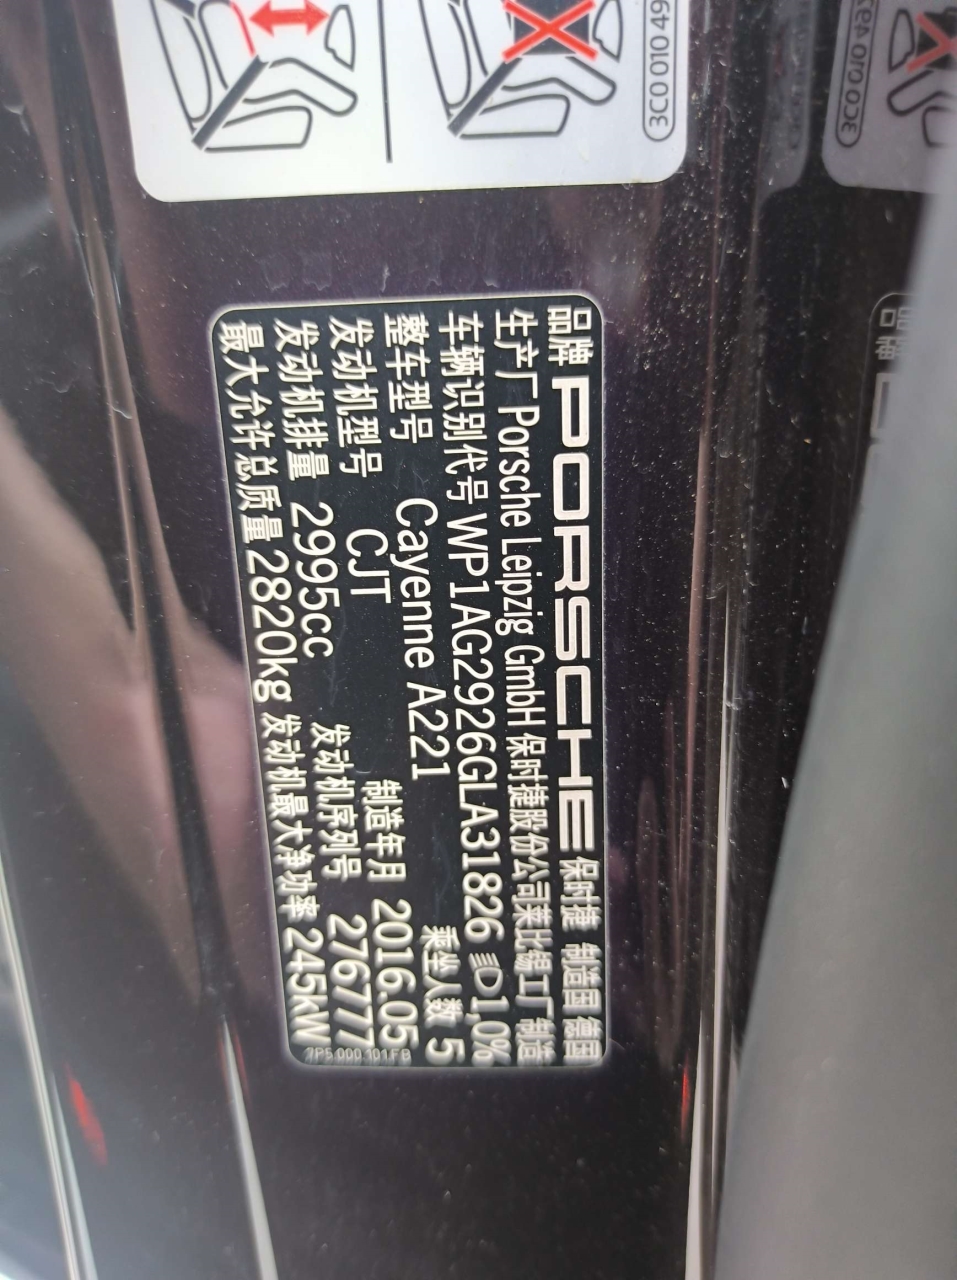 3C0 010 49
品牌 PORSCHE 保时捷 制造国 德国
生产厂 Porsche Leipzig GmbH 保时捷股份公司莱比锡工厂 制造
车辆识别代号 WP1AG2926GLA31826 1,0%
整车型号 Cayenne A221 乘坐人数 5
发动机型号 CJT 制造年月 2016.05
发动机排量 2995cc 发动机序列号 276777
最大允许总质量 2820kg 发动机最大净功率 245kW
7P5.000.101FB